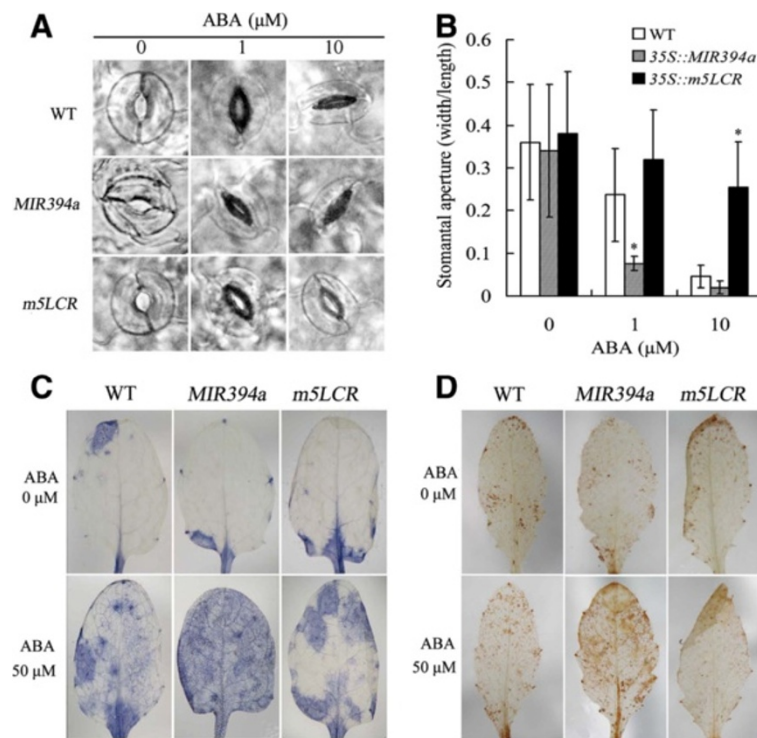 A
ABA (μM)
0 1 10
WT
MIR394a
m5LCR
B
WT
35S::MIR394a
35S::m5LCR
Stomantal aperture (width/length)
0.6
0.5
0.4
0.3
0.2
0.1
0
*
*
0 1 10
ABA (μM)
C
WT MIR394a m5LCR
ABA
0 μM
ABA
50 μM
D
WT MIR394a m5LCR
ABA
0 μM
ABA
50 μM